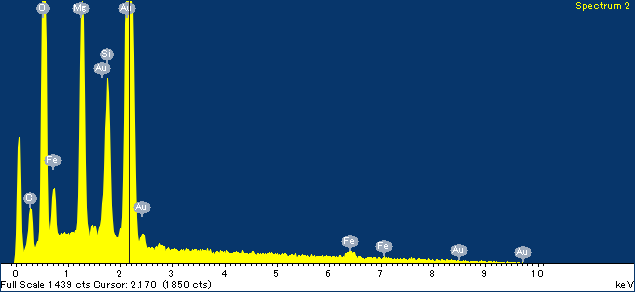 Spectrum 2
O Mg Au
Si
Au
Fe
Au
Fe Fe Au Au
0 1 2 3 4 5 6 7 8 9 10
Full Scale 1439 cts Cursor: 2.170 (1850 cts) keV